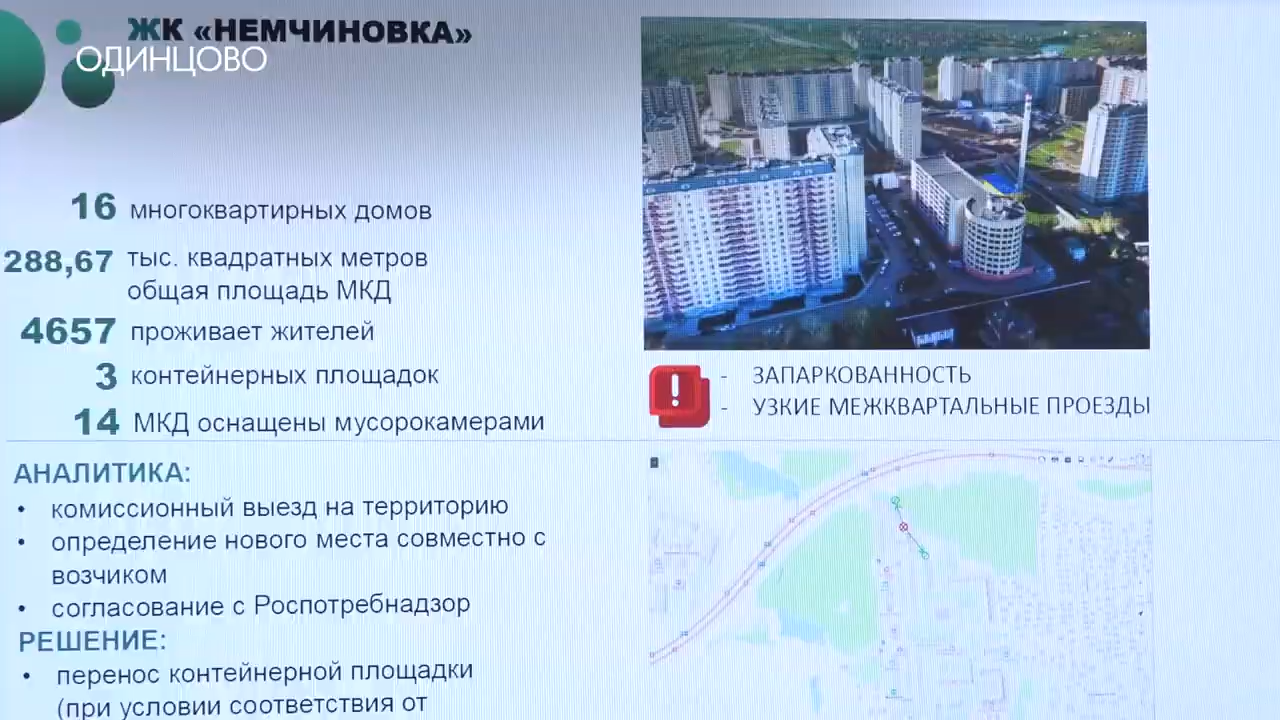 ЖК «НЕМЧИНОВКА»
ОДИНЦОВО
16 многоквартирных домов
288,67 тыс. квадратных метров
общая площадь МКД
4657 проживает жителей
3 контейнерных площадок
14 МКД оснащены мусорокамерами
- ЗАПАРКОВАННОСТЬ
- УЗКИЕ МЕЖКВАРТАЛЬНЫЕ ПРОЕЗДЫ
АНАЛИТИКА:
• комиссионный выезд на территорию
• определение нового места совместно с
возчиком
• согласование с Роспотребнадзор
РЕШЕНИЕ:
• перенос контейнерной площадки
(при условии соответствия от